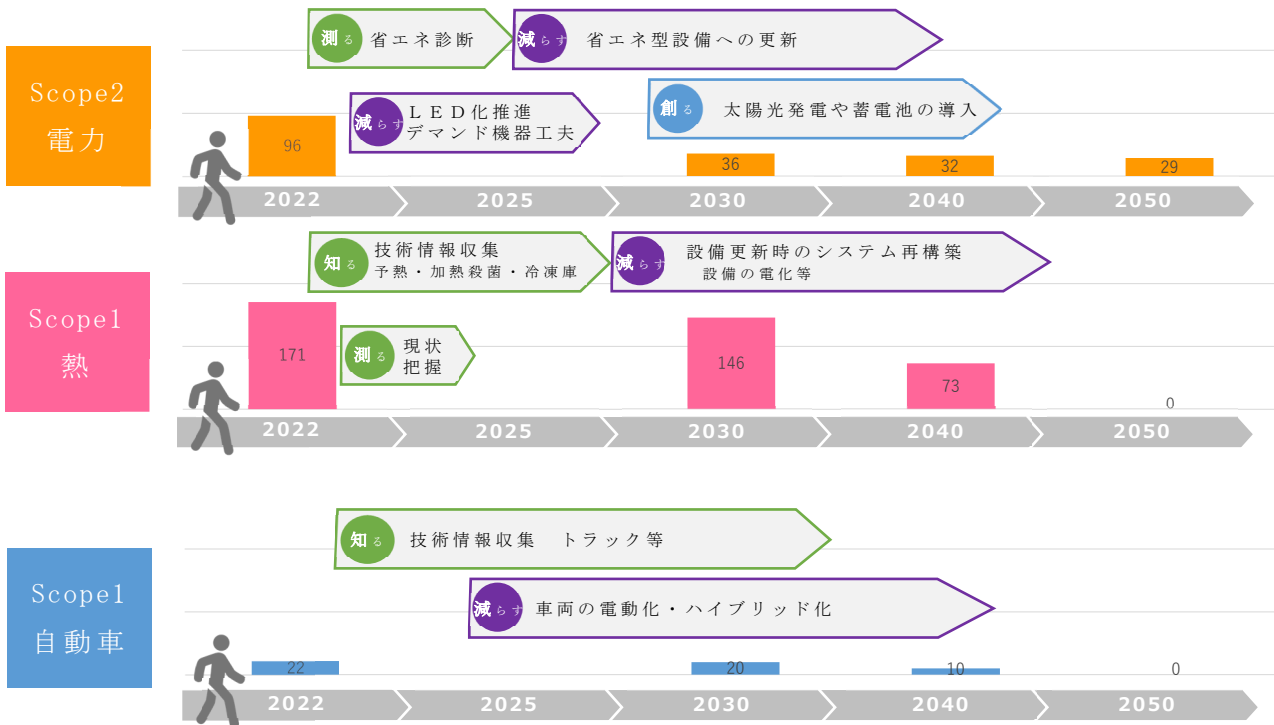 Scope2
電力
測る 省エネ診断
減らす 省エネ型設備への更新
減らす ＬＥＤ化推進
デマンド機器工夫
創る 太陽光発電や蓄電池の導入
96
36
32
29
2022
2025
2030
2040
2050
Scope1
熱
知る 技術情報収集
予熱・加熱殺菌・冷凍庫
減らす 設備更新時のシステム再構築
設備の電化等
測る 現状
把握
171
146
73
0
2022
2025
2030
2040
2050
Scope1
自動車
知る 技術情報収集　トラック等
減らす 車両の電動化・ハイブリッド化
22
20
10
0
2022
2025
2030
2040
2050